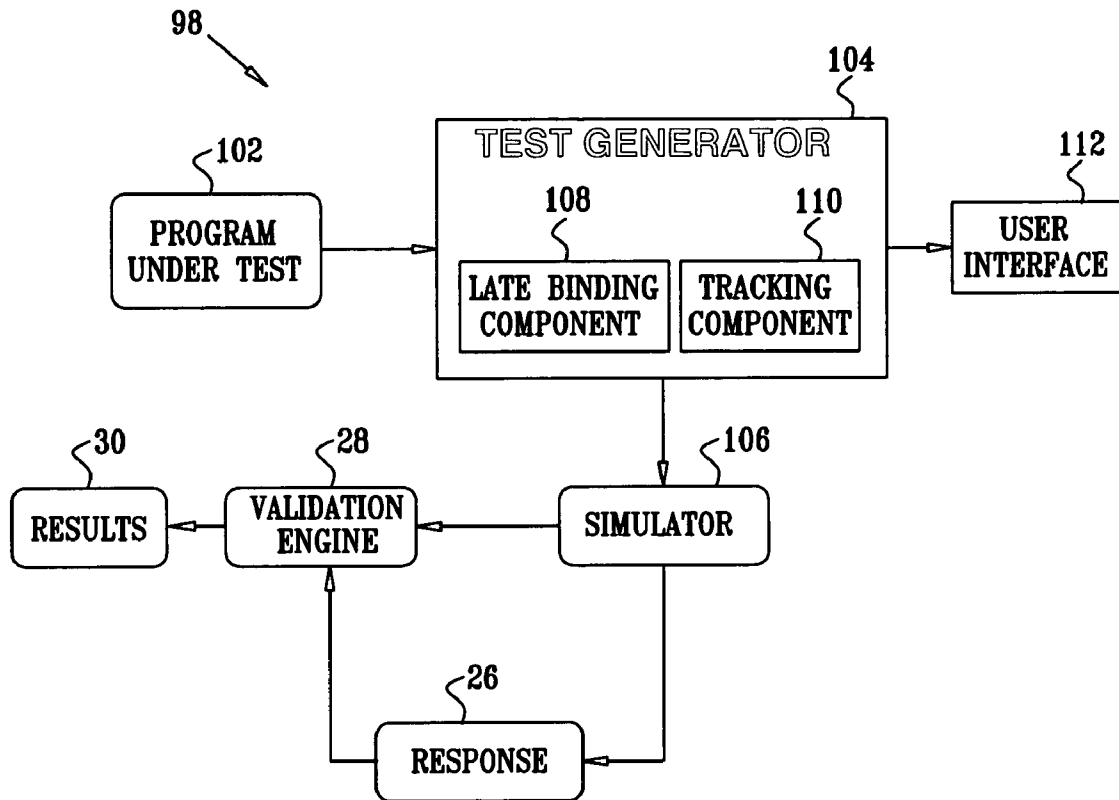 98
104
TEST GENERATOR
102
112
108
110
PROGRAM
UNDER TEST
USER
INTERFACE
LATE BINDING
COMPONENT
TRACKING
COMPONENT
30
28
106
RESULTS
VALIDATION
ENGINE
SIMULATOR
26
RESPONSE